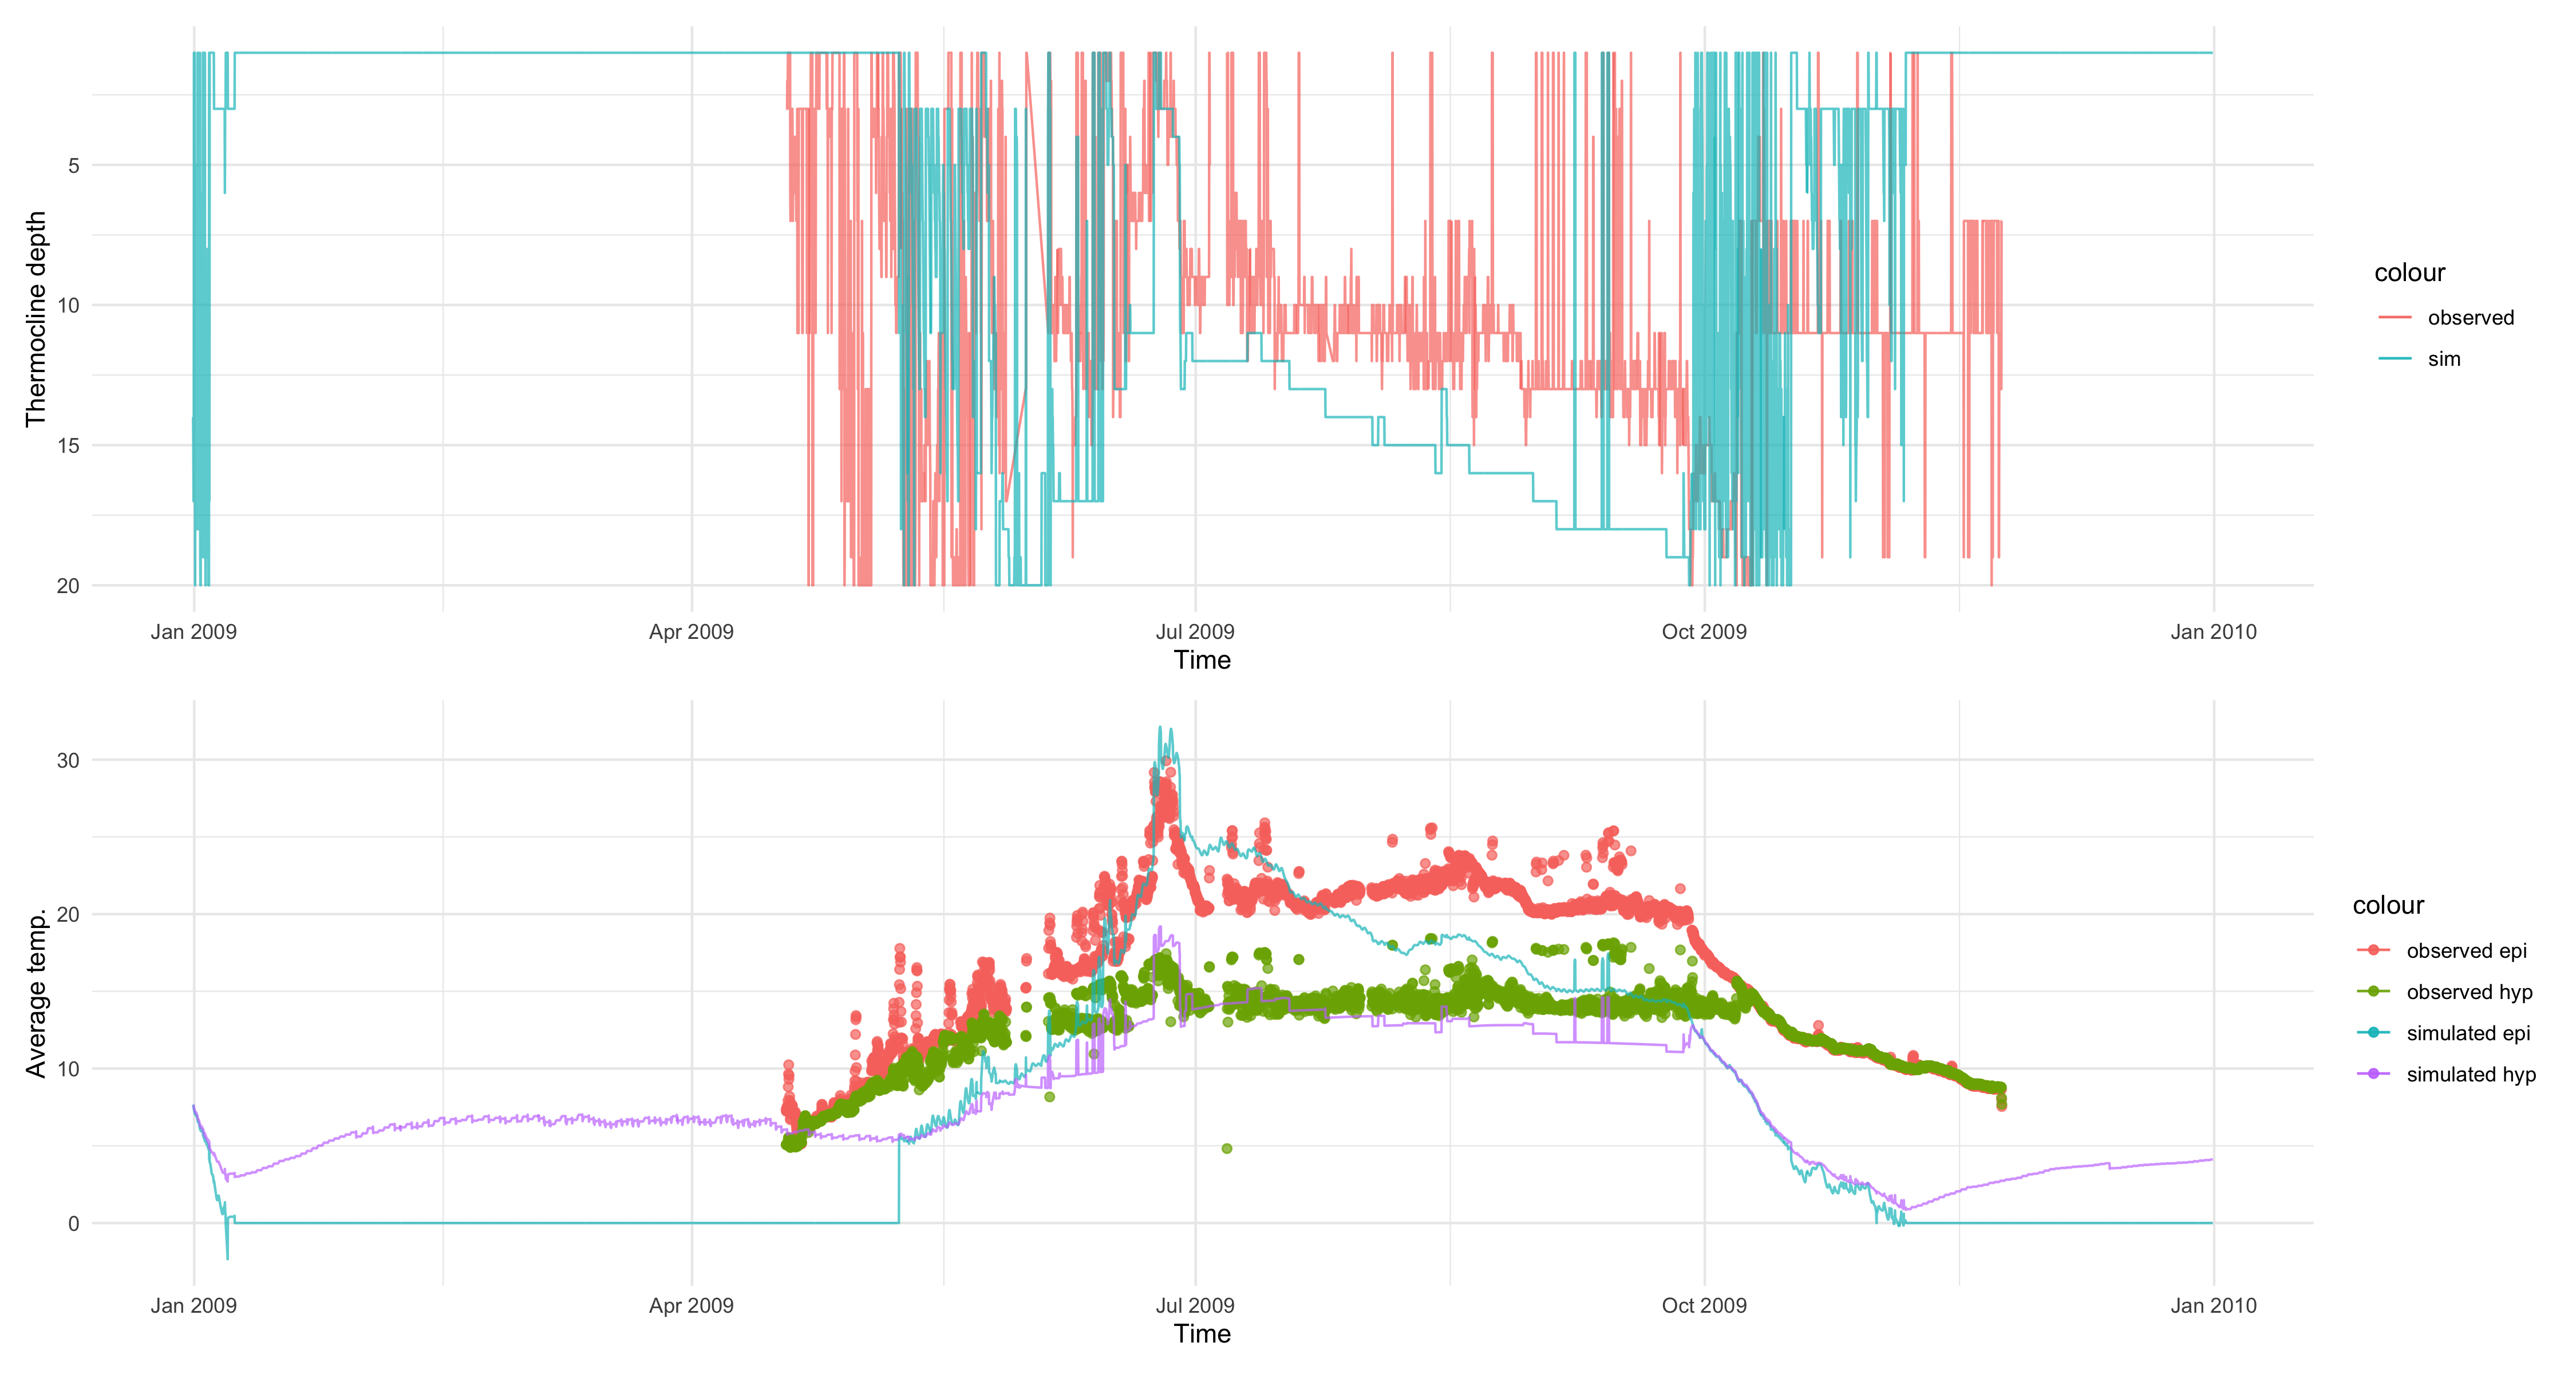 Thermocline depth
5
10
15
20
Jan 2009
Apr 2009
Jul 2009
Oct 2009
Jan 2010
Time
colour
observed
sim
Average temp.
30
20
10
0
Jan 2009
Apr 2009
Jul 2009
Oct 2009
Jan 2010
Time
colour
observed epi
observed hyp
simulated epi
simulated hyp